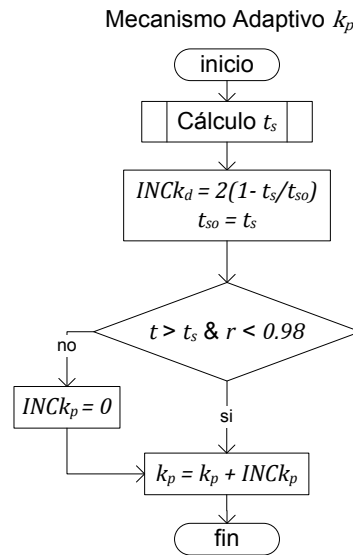 Mecanismo Adaptivo kₚ
inicio
Cálculo tₛ
INCk_d = 2(1- tₛ/tₛₒ)
tₛₒ = tₛ
t > tₛ & r < 0.98
no
INCkₚ = 0
si
kₚ = kₚ + INCkₚ
fin